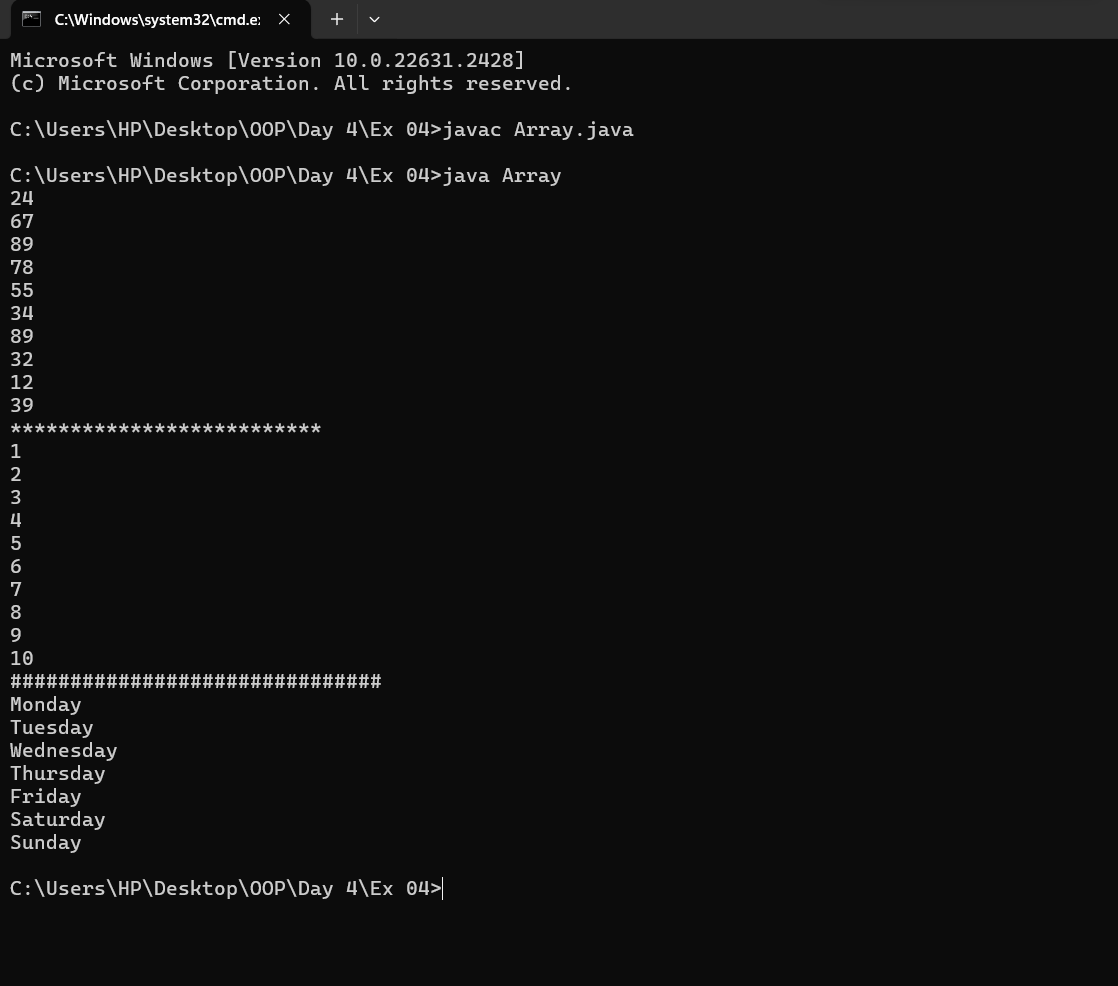 C:\Windows\system32\cmd.e
Microsoft Windows [Version 10.0.22631.2428]
(c) Microsoft Corporation. All rights reserved.
C:\Users\HP\Desktop\OOP\Day 4\Ex 04>javac Array.java
C:\Users\HP\Desktop\OOP\Day 4\Ex 04>java Array
24
67
89
78
55
34
89
32
12
39
**************************
1
2
3
4
5
6
7
8
9
10
###############################
Monday
Tuesday
Wednesday
Thursday
Friday
Saturday
Sunday
C:\Users\HP\Desktop\OOP\Day 4\Ex 04>